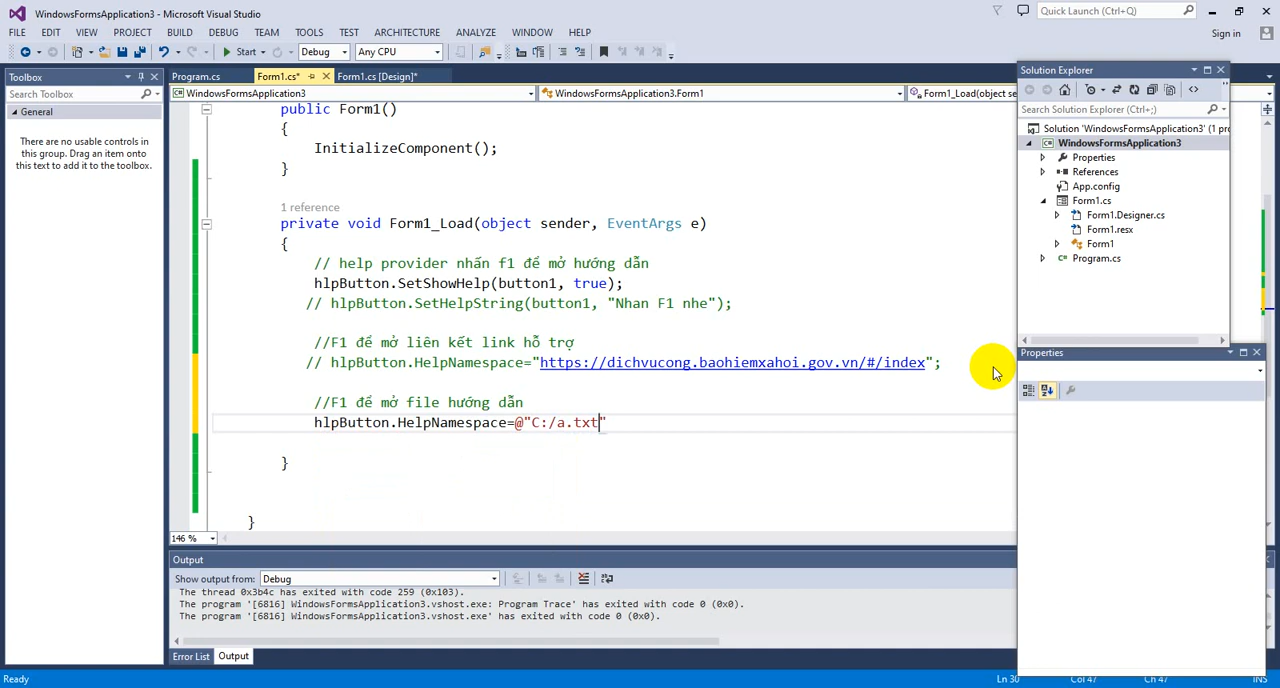 WindowsFormsApplication3 - Microsoft Visual Studio
Quick Launch (Ctrl+Q)
FILE EDIT VIEW PROJECT BUILD DEBUG TEAM TOOLS TEST ARCHITECTURE ANALYZE WINDOW HELP
Sign in
Start Debug Any CPU
Toolbox
Search Toolbox
General
There are no usable controls in
this group. Drag an item onto
this text to add it to the toolbox.
Program.cs Form1.cs* Form1.cs [Design]*
WindowsFormsApplication3 WindowsFormsApplication3.Form1 Form1_Load(object se
public Form1()
{
InitializeComponent();
}
1 reference
private void Form1_Load(object sender, EventArgs e)
{
// help provider nhấn f1 để mở hướng dẫn
hlpButton.SetShowHelp(button1, true);
// hlpButton.SetHelpString(button1, "Nhan F1 nhe");
//F1 để mở liên kết link hỗ trợ
// hlpButton.HelpNamespace="https://dichvucong.baohiemxahoi.gov.vn/#/index";
//F1 để mở file hướng dẫn
hlpButton.HelpNamespace=@"C:/a.txt"
}
}
146 %
Output
Show output from: Debug
The thread 0x3b4c has exited with code 259 (0x103).
The program '[6816] WindowsFormsApplication3.vshost.exe: Program Trace' has exited with code 0 (0x0).
The program '[6816] WindowsFormsApplication3.vshost.exe' has exited with code 0 (0x0).
Error List Output
Solution Explorer
Search Solution Explorer (Ctrl+;)
Solution 'WindowsFormsApplication3' (1 pr
WindowsFormsApplication3
Properties
References
App.config
Form1.cs
Form1.Designer.cs
Form1.resx
Form1
Program.cs
Properties
Ready Ln 30 Col 47 Ch 47 INS